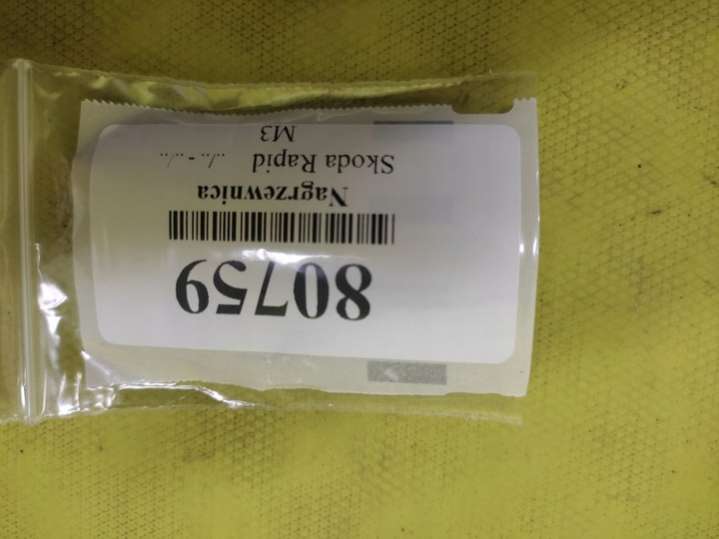 80759
Nagrzewnica
Skoda Rapid ../.. - ../..
M3